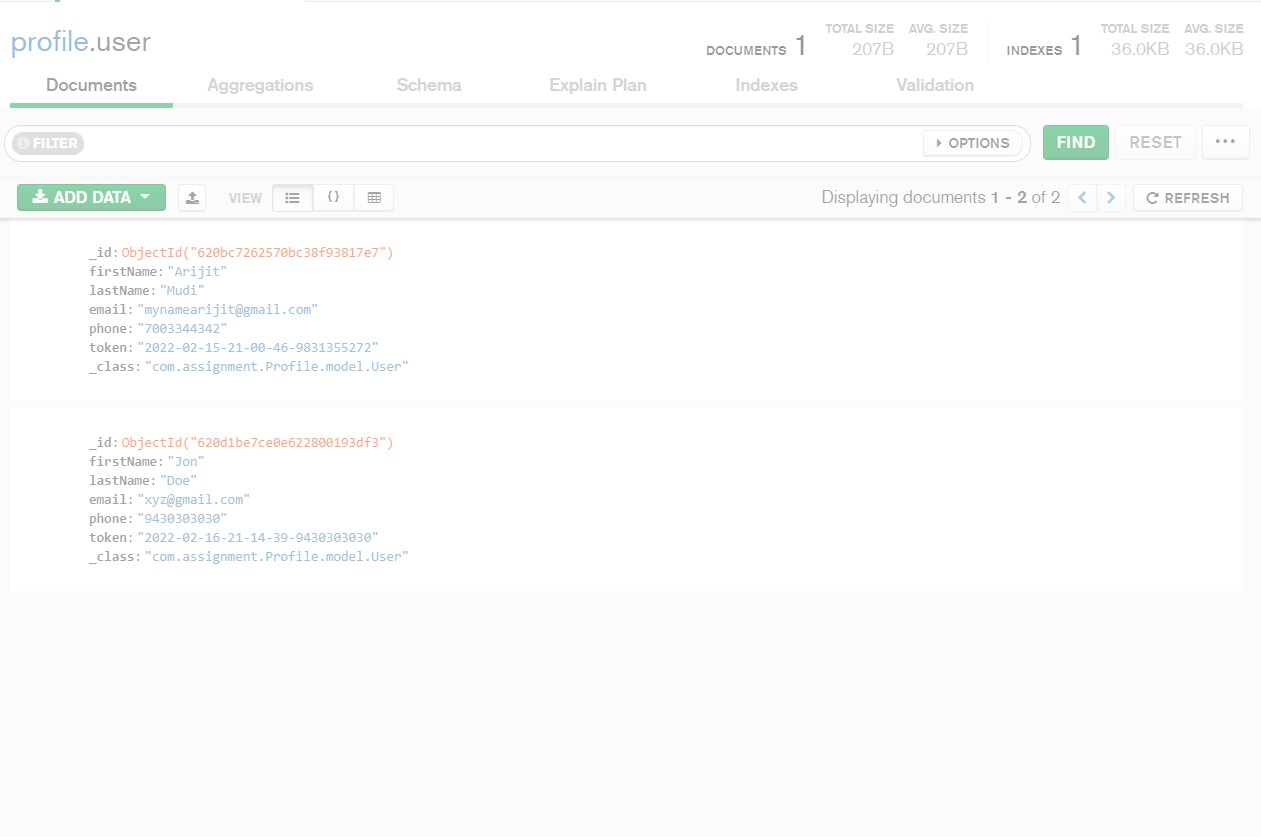 profile.user
DOCUMENTS 1 TOTAL SIZE 207B AVG. SIZE 207B INDEXES 1 TOTAL SIZE 36.0KB AVG. SIZE 36.0KB
Documents Aggregations Schema Explain Plan Indexes Validation
FILTER OPTIONS FIND RESET ...
ADD DATA VIEW {} Displaying documents 1 - 2 of 2 < > REFRESH
_id: ObjectId("620bc7262570bc38f93817e7")
firstName: "Arijit"
lastName: "Mudi"
email: "mynamearijit@gmail.com"
phone: "7003344342"
token: "2022-02-15-21-00-46-9831355272"
_class: "com.assignment.Profile.model.User"
_id: ObjectId("620d1be7ce0e622800193df3")
firstName: "Jon"
lastName: "Doe"
email: "xyz@gmail.com"
phone: "9430303030"
token: "2022-02-16-21-14-39-9430303030"
_class: "com.assignment.Profile.model.User"